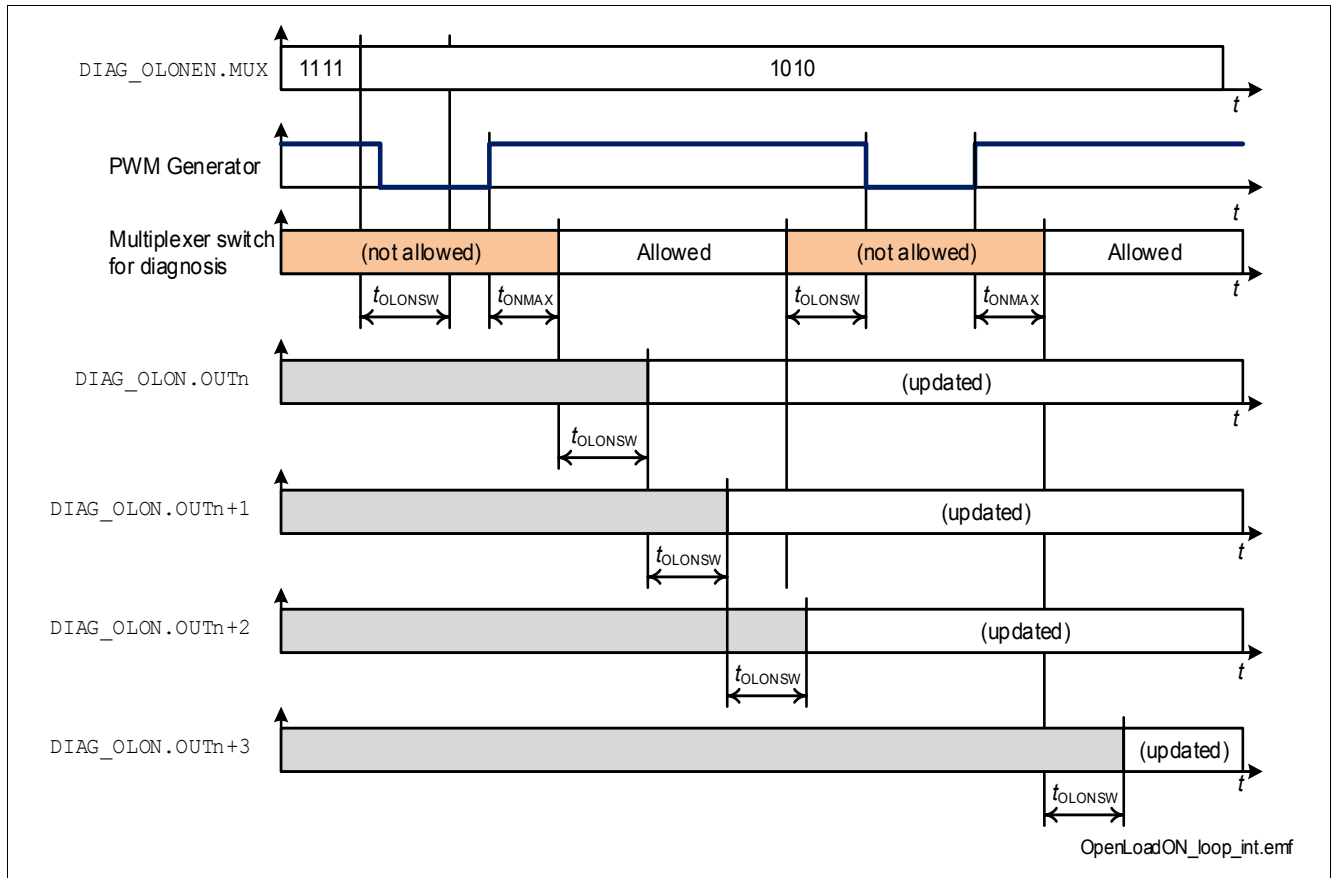 DIAG_OLONEN.MUX
1111
1010
t
PWM Generator
t
Multiplexer switch
for diagnosis
(not allowed)
Allowed
(not allowed)
Allowed
t
tOLONSW
tONMAX
tOLONSW
tONMAX
DIAG_OLON.OUTn
(updated)
t
tOLONSW
DIAG_OLON.OUTn+1
(updated)
t
tOLONSW
DIAG_OLON.OUTn+2
(updated)
t
tOLONSW
DIAG_OLON.OUTn+3
(updated)
t
tOLONSW
OpenLoadON_loop_int.emf